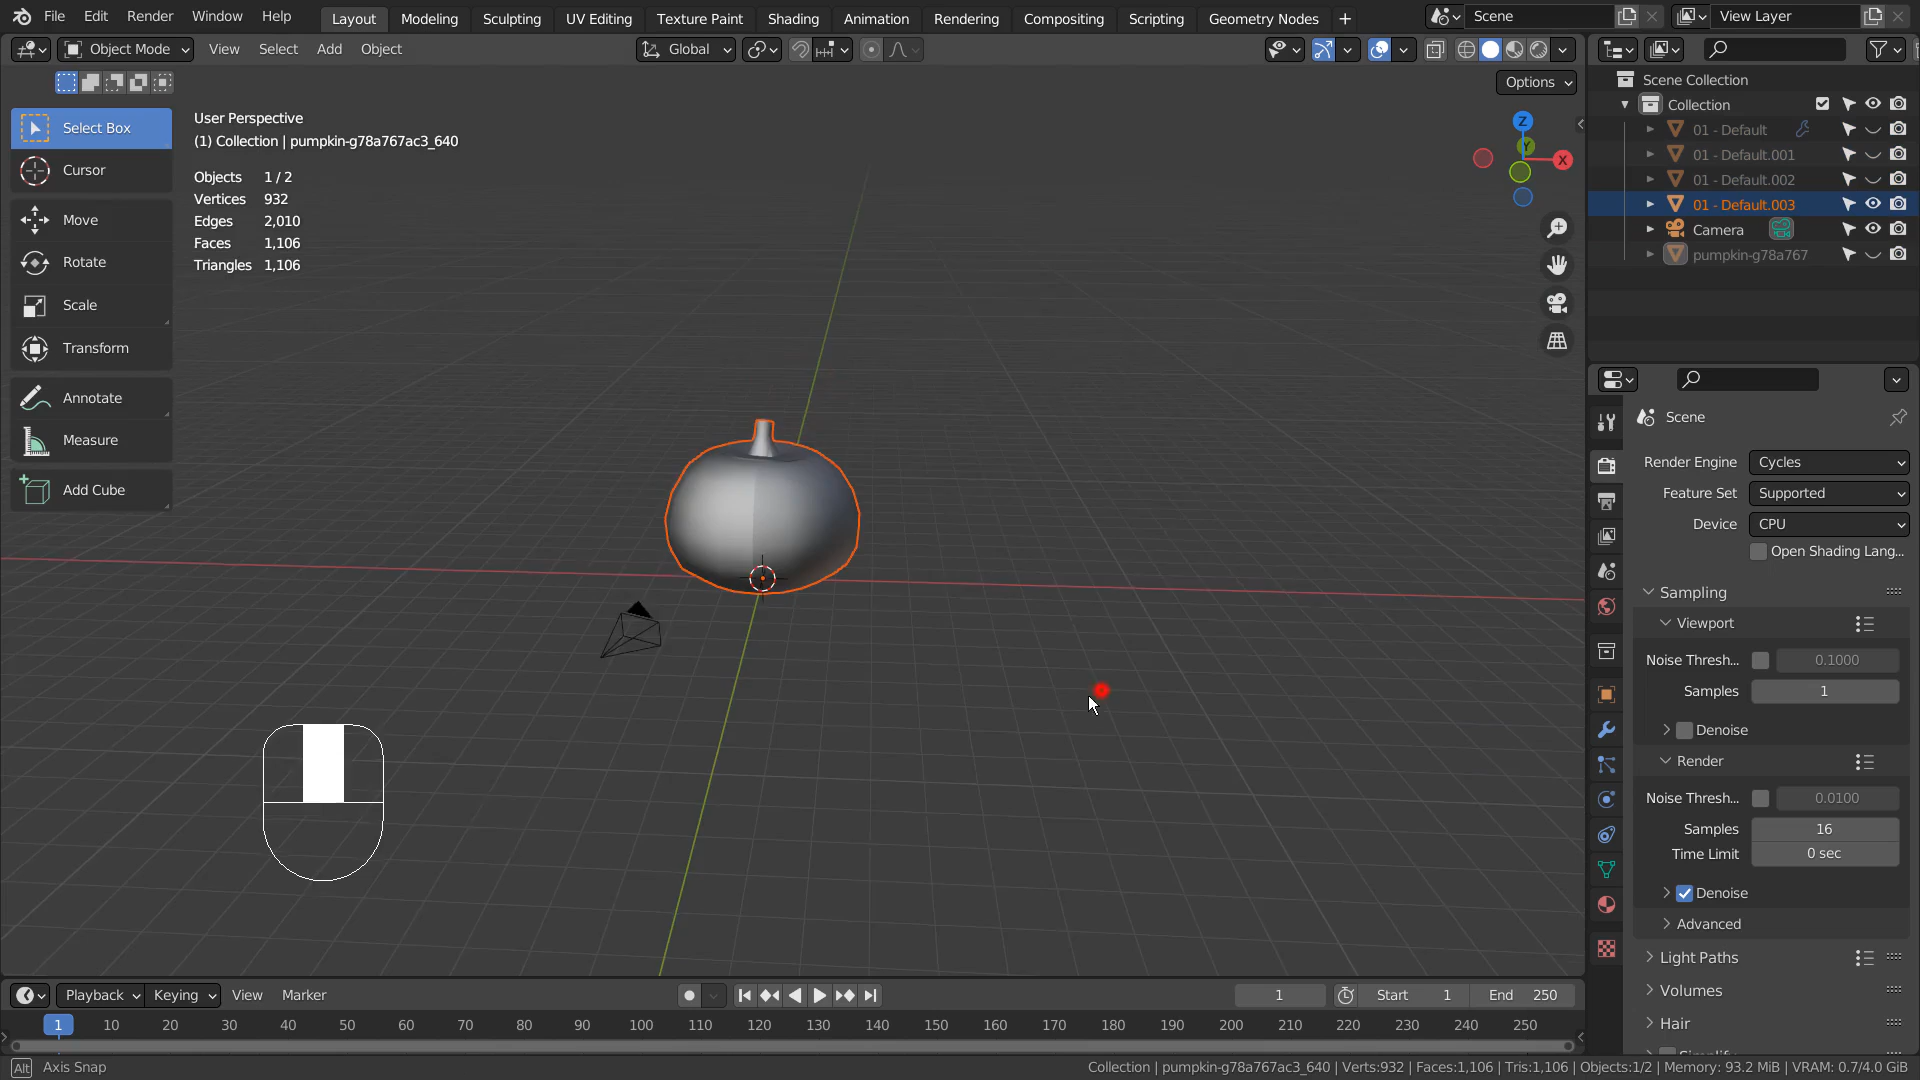 File Edit Render Window Help Layout Modeling Sculpting UV Editing Texture Paint Shading Animation Rendering Compositing Scripting Geometry Nodes + Scene View Layer
Object Mode View Select Add Object Global
Options
Select Box
Cursor
Move
Rotate
Scale
Transform
Annotate
Measure
Add Cube
User Perspective
(1) Collection | pumpkin-g78a767ac3_640
Objects 1 / 2
Vertices 932
Edges 2,010
Faces 1,106
Triangles 1,106
Z
Y
X
Scene Collection
Collection
01 - Default
01 - Default.001
01 - Default.002
01 - Default.003
Camera
pumpkin-g78a767
Scene
Render Engine Cycles
Feature Set Supported
Device CPU
Open Shading Lang...
Sampling
Viewport
Noise Thresh... 0.1000
Samples 1
Denoise
Render
Noise Thresh... 0.0100
Samples 16
Time Limit 0 sec
Denoise
Advanced
Light Paths
Volumes
Hair
Playback Keying View Marker 1 Start 1 End 250
1 10 20 30 40 50 60 70 80 90 100 110 120 130 140 150 160 170 180 190 200 210 220 230 240 250
Alt Axis Snap
Collection | pumpkin-g78a767ac3_640 | Verts:932 | Faces:1,106 | Tris:1,106 | Objects:1/2 | Memory: 93.2 MiB | VRAM: 0.7/4.0 GiB